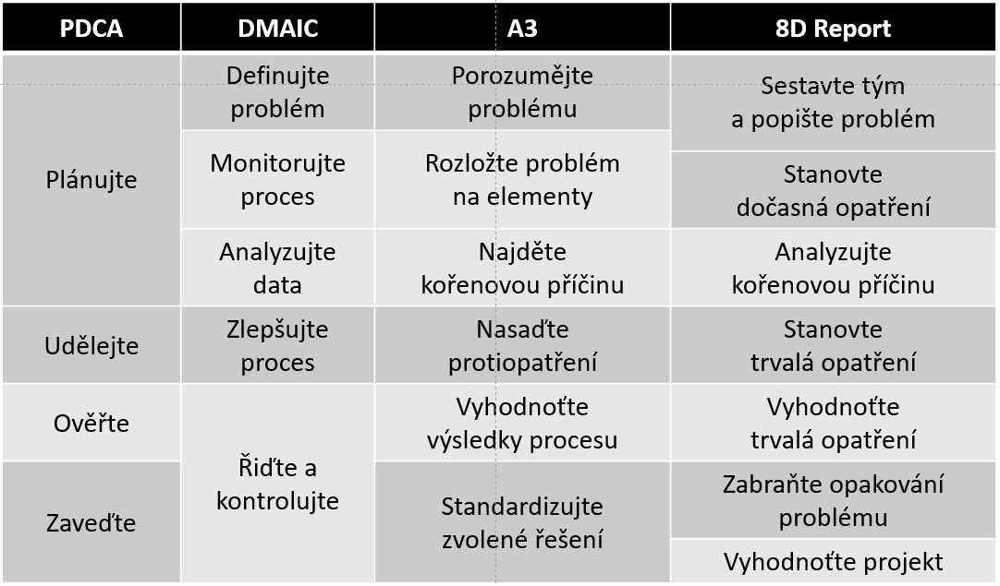 PDCA DMAIC A3 8D Report
Plánujte
Definujte
problém
Porozumějte
problému
Sestavte tým
a popište problém
Monitorujte
proces
Rozložte problém
na elementy
Stanovte
dočasná opatření
Analyzujte
data
Najděte
kořenovou příčinu
Analyzujte
kořenovou příčinu
Udělejte
Zlepšujte
proces
Nasaďte
protiopatření
Stanovte
trvalá opatření
Ověřte
Řiďte a
kontrolujte
Vyhodnoťte
výsledky procesu
Vyhodnoťte
trvalá opatření
Zaveďte
Standardizujte
zvolené řešení
Zabraňte opakování
problému
Vyhodnoťte projekt